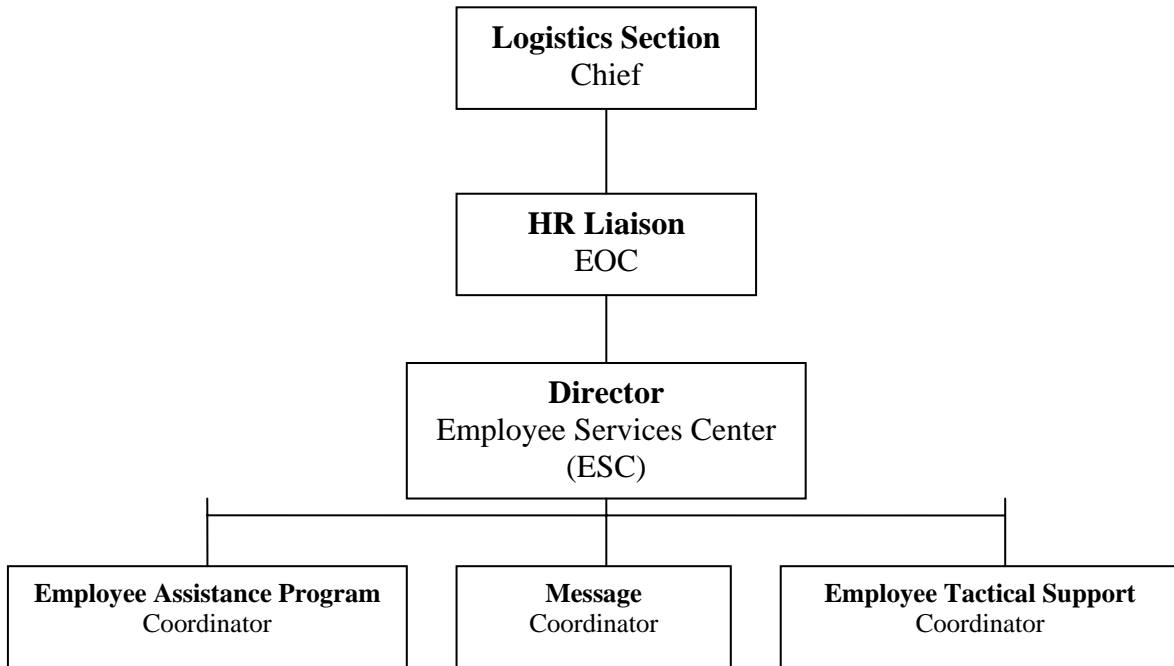 Logistics Section
Chief
HR Liaison
EOC
Director
Employee Services Center
(ESC)
Employee Assistance Program
Coordinator
Message
Coordinator
Employee Tactical Support
Coordinator